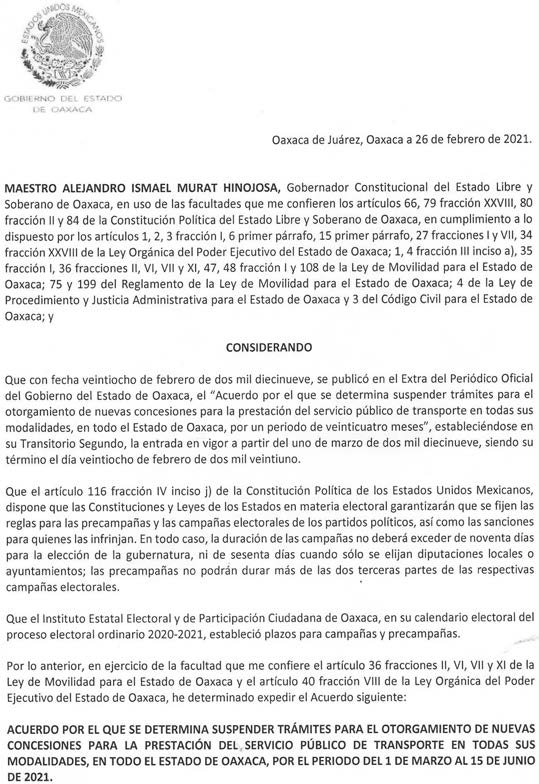 ESTADOS UNIDOS MEXICANOS
GOBIERNO DEL ESTADO
DE OAXACA
Oaxaca de Juárez, Oaxaca a 26 de febrero de 2021.
MAESTRO ALEJANDRO ISMAEL MURAT HINOJOSA, Gobernador Constitucional del Estado Libre y
Soberano de Oaxaca, en uso de las facultades que me confieren los artículos 66, 79 fracción XXVIII, 80
fracción II y 84 de la Constitución Política del Estado Libre y Soberano de Oaxaca, en cumplimiento a lo
dispuesto por los artículos 1, 2, 3 fracción I, 6 primer párrafo, 15 primer párrafo, 27 fracciones I y VII, 34
fracción XXVIII de la Ley Orgánica del Poder Ejecutivo del Estado de Oaxaca; 1, 4 fracción III inciso a), 35
fracción I, 36 fracciones II, VI, VII y XI, 47, 48 fracción I y 108 de la Ley de Movilidad para el Estado de
Oaxaca; 75 y 199 del Reglamento de la Ley de Movilidad para el Estado de Oaxaca; 4 de la Ley de
Procedimiento y Justicia Administrativa para el Estado de Oaxaca y 3 del Código Civil para el Estado de
Oaxaca; y
CONSIDERANDO
Que con fecha veintiocho de febrero de dos mil diecinueve, se publicó en el Extra del Periódico Oficial
del Gobierno del Estado de Oaxaca, el "Acuerdo por el que se determina suspender trámites para el
otorgamiento de nuevas concesiones para la prestación del servicio público de transporte en todas sus
modalidades, en todo el Estado de Oaxaca, por un periodo de veinticuatro meses", estableciéndose en
su Transitorio Segundo, la entrada en vigor a partir del uno de marzo de dos mil diecinueve, siendo su
término el día veintiocho de febrero de dos mil veintiuno.
Que el artículo 116 fracción IV inciso j) de la Constitución Política de los Estados Unidos Mexicanos,
dispone que las Constituciones y Leyes de los Estados en materia electoral garantizarán que se fijen las
reglas para las precampañas y las campañas electorales de los partidos políticos, así como las sanciones
para quienes las infrinjan. En todo caso, la duración de las campañas no deberá exceder de noventa días
para la elección de la gubernatura, ni de sesenta días cuando sólo se elijan diputaciones locales o
ayuntamientos; las precampañas no podrán durar más de las dos terceras partes de las respectivas
campañas electorales.
Que el Instituto Estatal Electoral y de Participación Ciudadana de Oaxaca, en su calendario electoral del
proceso electoral ordinario 2020-2021, estableció plazos para campañas y precampañas.
Por lo anterior, en ejercicio de la facultad que me confiere el artículo 36 fracciones II, VI, VII y XI de la
Ley de Movilidad para el Estado de Oaxaca y el artículo 40 fracción VIII de la Ley Orgánica del Poder
Ejecutivo del Estado de Oaxaca, he determinado expedir el Acuerdo siguiente:
ACUERDO POR EL QUE SE DETERMINA SUSPENDER TRÁMITES PARA EL OTORGAMIENTO DE NUEVAS
CONCESIONES PARA LA PRESTACIÓN DEL SERVICIO PÚBLICO DE TRANSPORTE EN TODAS SUS
MODALIDADES, EN TODO EL ESTADO DE OAXACA, POR EL PERIODO DEL 1 DE MARZO AL 15 DE JUNIO
DE 2021.